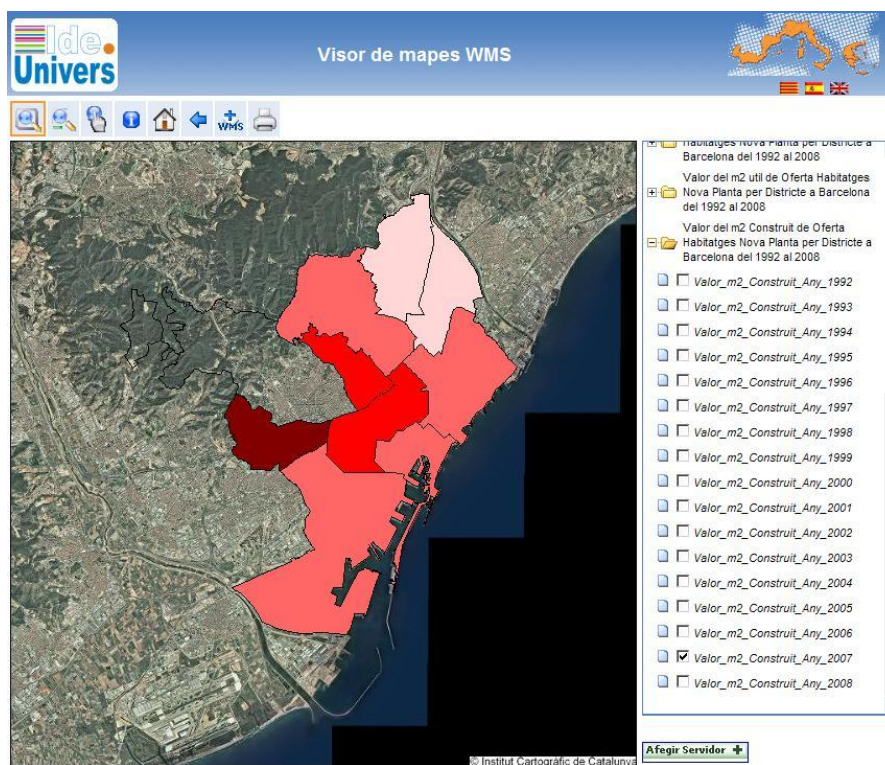 Ide.
Univers
Visor de mapes WMS
WMS
Habitatges Nova Planta per Districte a
Barcelona del 1992 al 2008
Valor del m2 util de Oferta Habitatges
Nova Planta per Districte a Barcelona
del 1992 al 2008
Valor del m2 Construit de Oferta
Habitatges Nova Planta per Districte a
Barcelona del 1992 al 2008
Valor_m2_Construit_Any_1992
Valor_m2_Construit_Any_1993
Valor_m2_Construit_Any_1994
Valor_m2_Construit_Any_1995
Valor_m2_Construit_Any_1996
Valor_m2_Construit_Any_1997
Valor_m2_Construit_Any_1998
Valor_m2_Construit_Any_1999
Valor_m2_Construit_Any_2000
Valor_m2_Construit_Any_2001
Valor_m2_Construit_Any_2002
Valor_m2_Construit_Any_2003
Valor_m2_Construit_Any_2004
Valor_m2_Construit_Any_2005
Valor_m2_Construit_Any_2006
Valor_m2_Construit_Any_2007
Valor_m2_Construit_Any_2008
Afegir Servidor +
© Institut Cartogràfic de Catalunya